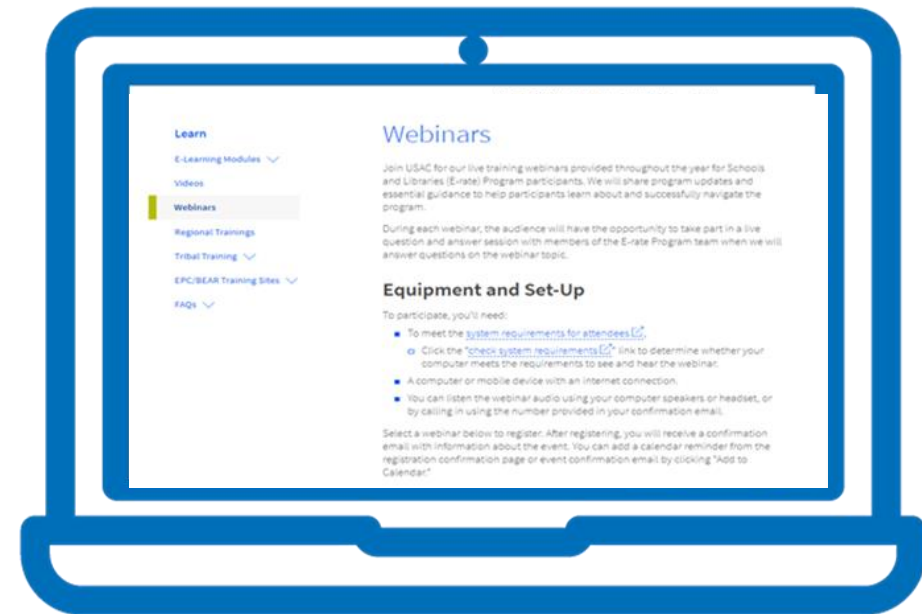 Learn
E-Learning Modules
Videos
Webinars
Regional Trainings
Tribal Training
EPC/BEAR Training Sites
FAQs
Webinars
Join USAC for our live training webinars provided throughout the year for Schools
and Libraries (E-rate) Program participants. We will share program updates and
essential guidance to help participants learn about and successfully navigate the
program.
During each webinar, the audience will have the opportunity to take part in a live
question and answer session with members of the E-rate Program team when we will
answer questions on the webinar topic.
Equipment and Set-Up
To participate, you'll need:
To meet the system requirements for attendees.
Click the "check system requirements" link to determine whether your
computer meets the requirements to see and hear the webinar.
A computer or mobile device with an internet connection.
You can listen the webinar audio using your computer speakers or headset, or
by calling in using the number provided in your confirmation email.
Select a webinar below to register. After registering, you will receive a confirmation
email with information about the event. You can add a calendar reminder from the
registration confirmation page or event confirmation email by clicking "Add to
Calendar."